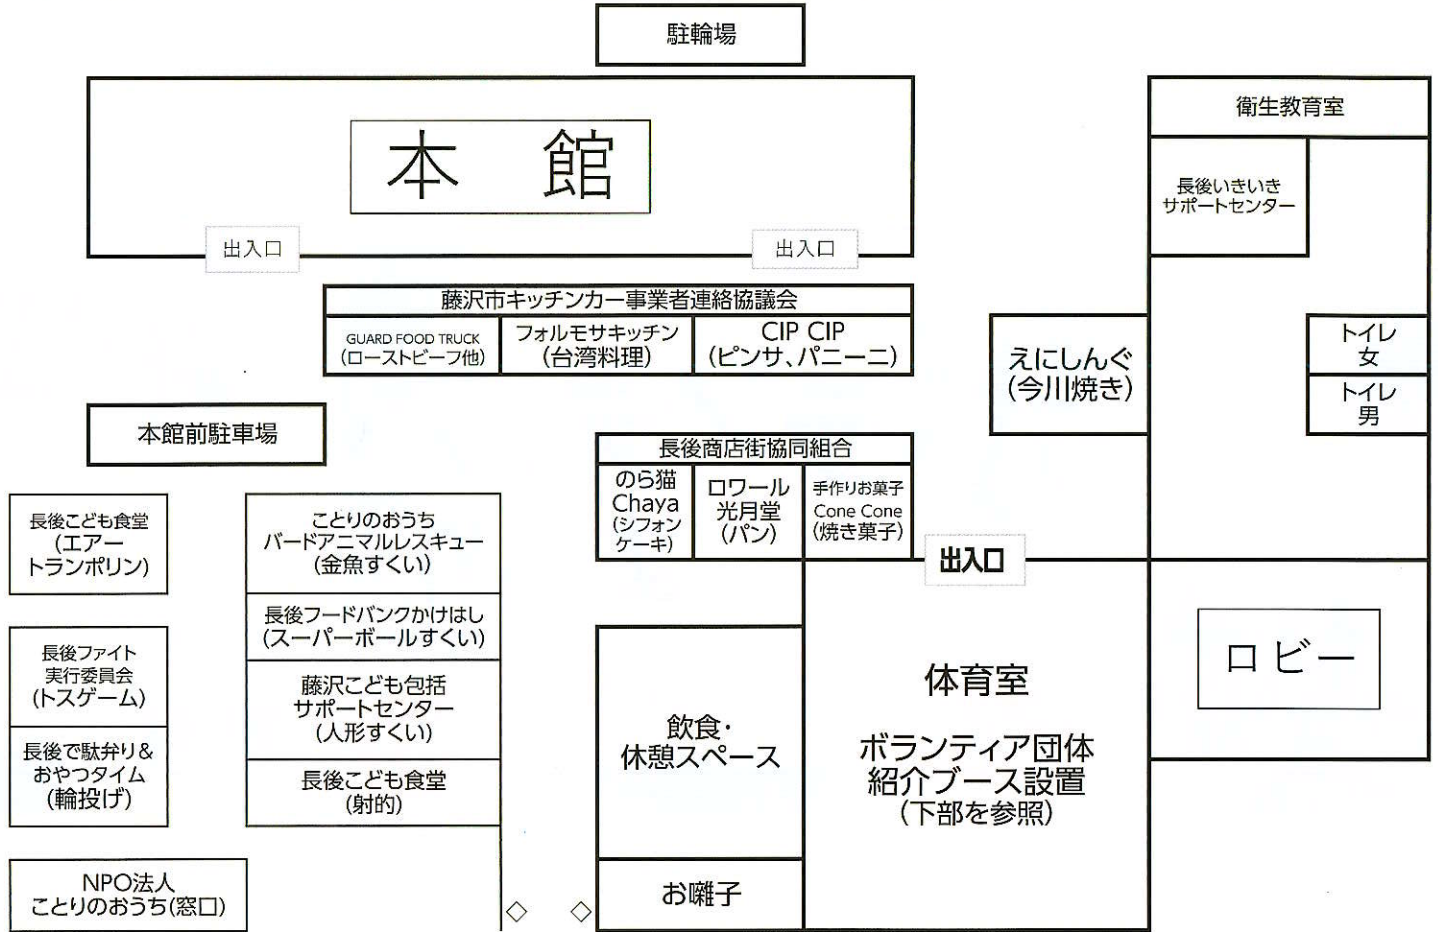 駐輪場
本 館
出入口
出入口
衛生教育室
長後いきいき
サポートセンター
藤沢市キッチンカー事業者連絡協議会
GUARD FOOD TRUCK
(ローストビーフ他)
フォルモサキッチン
(台湾料理)
CIP CIP
(ピンサ、パニーニ)
えにしんぐ
(今川焼き)
トイレ
女
トイレ
男
本館前駐車場
長後商店街協同組合
のら猫
Chaya
(シフォン
ケーキ)
ロワール
光月堂
(パン)
手作りお菓子
Cone Cone
(焼き菓子)
出入口
長後こども食堂
(エアー
トランポリン)
ことりのおうち
バードアニマルレスキュー
(金魚すくい)
長後フードバンクかけはし
(スーパーボールすくい)
長後ファイト
実行委員会
(トスゲーム)
藤沢こども包括
サポートセンター
(人形すくい)
長後で駄弁り&
おやつタイム
(輪投げ)
長後こども食堂
(射的)
飲食・
休憩スペース
体育室
ボランティア団体
紹介ブース設置
(下部を参照)
ロビー
NPO法人
ことりのおうち(窓口)
お囃子